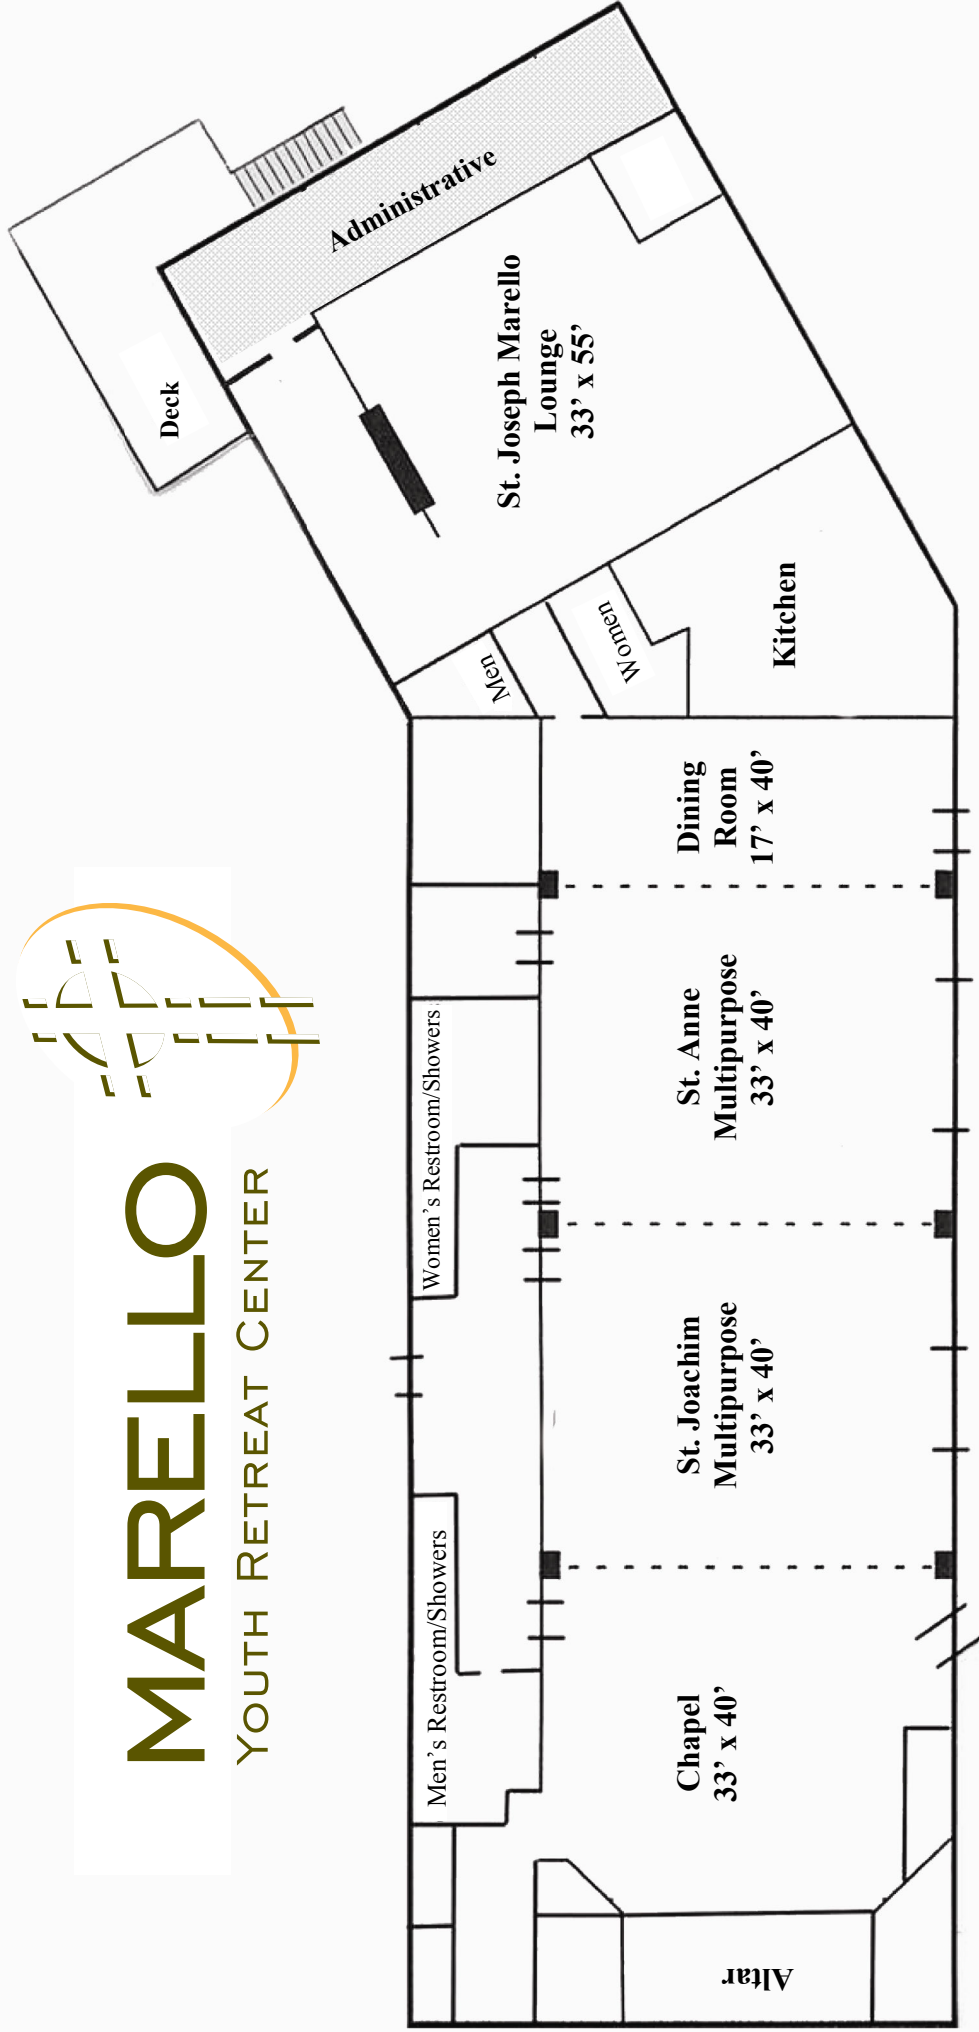 MARELLO
YOUTH RETREAT CENTER
Deck
Administrative
St. Joseph Marello
Lounge
33’ x 55’
Men
Women
Kitchen
Dining
Room
17’ x 40’
Women’s Restroom/Showers
St. Anne
Multipurpose
33’ x 40’
St. Joachim
Multipurpose
33’ x 40’
Men’s Restroom/Showers
Chapel
33’ x 40’
Altar